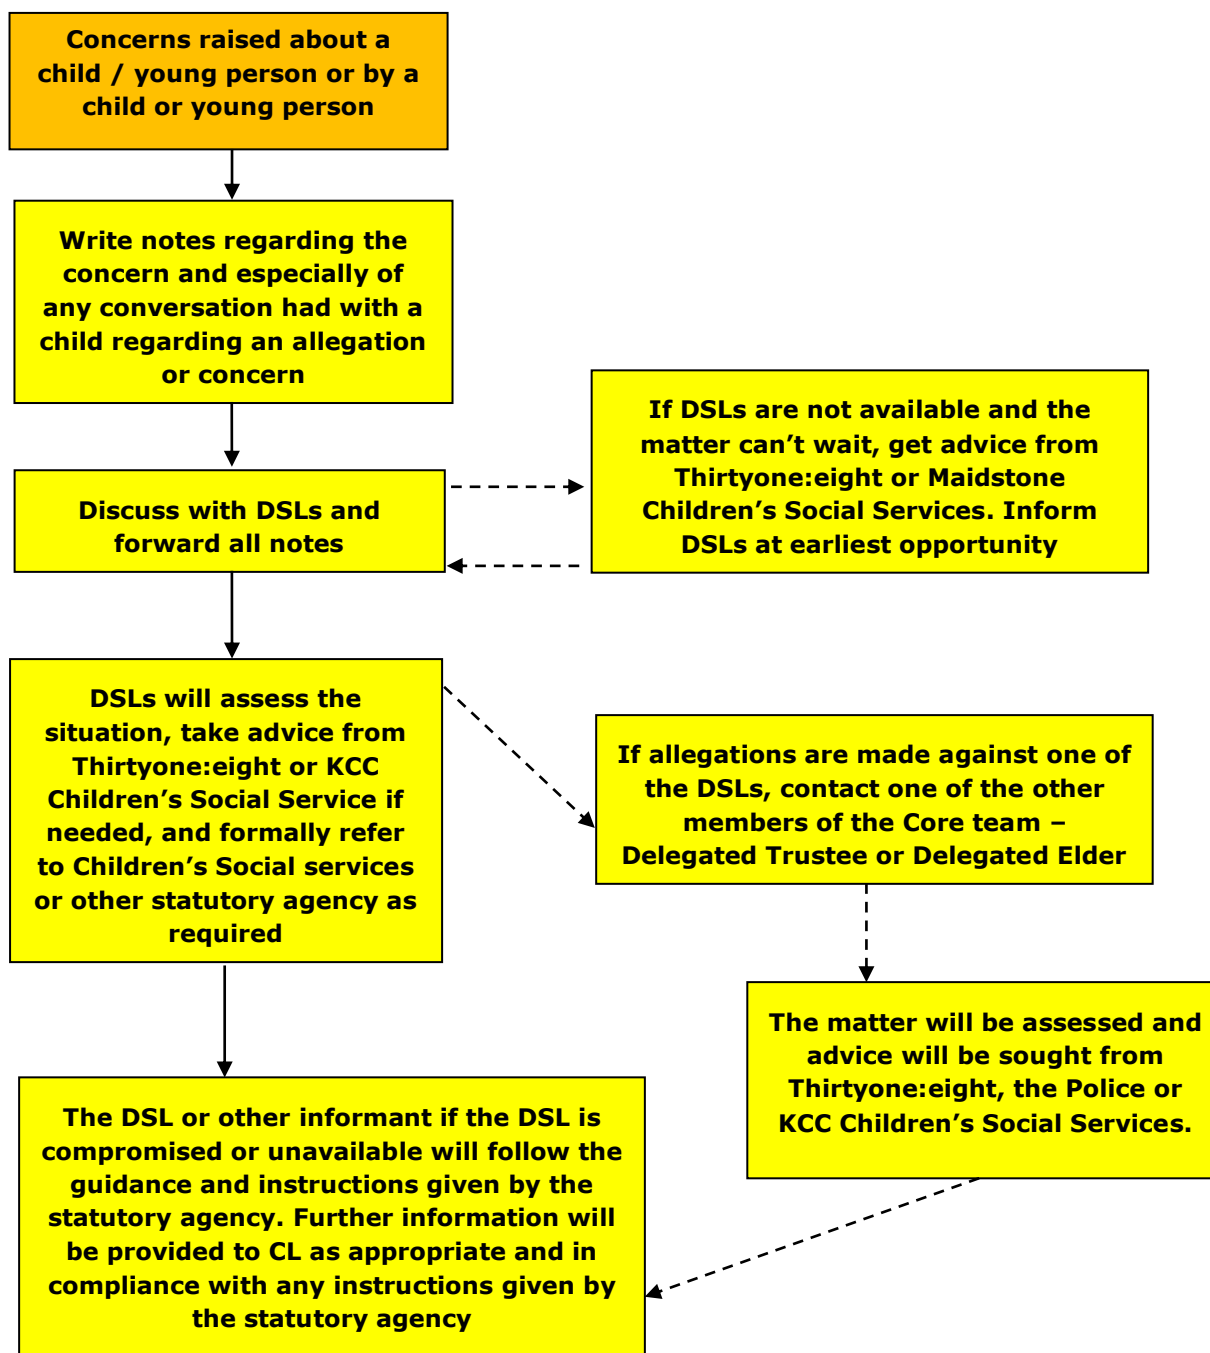 Concerns raised about a
child / young person or by a
child or young person
Write notes regarding the
concern and especially of
any conversation had with a
child regarding an allegation
or concern
If DSLs are not available and the
matter can’t wait, get advice from
Thirtyone:eight or Maidstone
Children’s Social Services. Inform
DSLs at earliest opportunity
Discuss with DSLs and
forward all notes
DSLs will assess the
situation, take advice from
Thirtyone:eight or KCC
Children’s Social Service if
needed, and formally refer
to Children’s Social services
or other statutory agency as
required
If allegations are made against one of
the DSLs, contact one of the other
members of the Core team –
Delegated Trustee or Delegated Elder
The matter will be assessed and
advice will be sought from
Thirtyone:eight, the Police or
KCC Children’s Social Services.
The DSL or other informant if the DSL is
compromised or unavailable will follow the
guidance and instructions given by the
statutory agency. Further information will
be provided to CL as appropriate and in
compliance with any instructions given by
the statutory agency